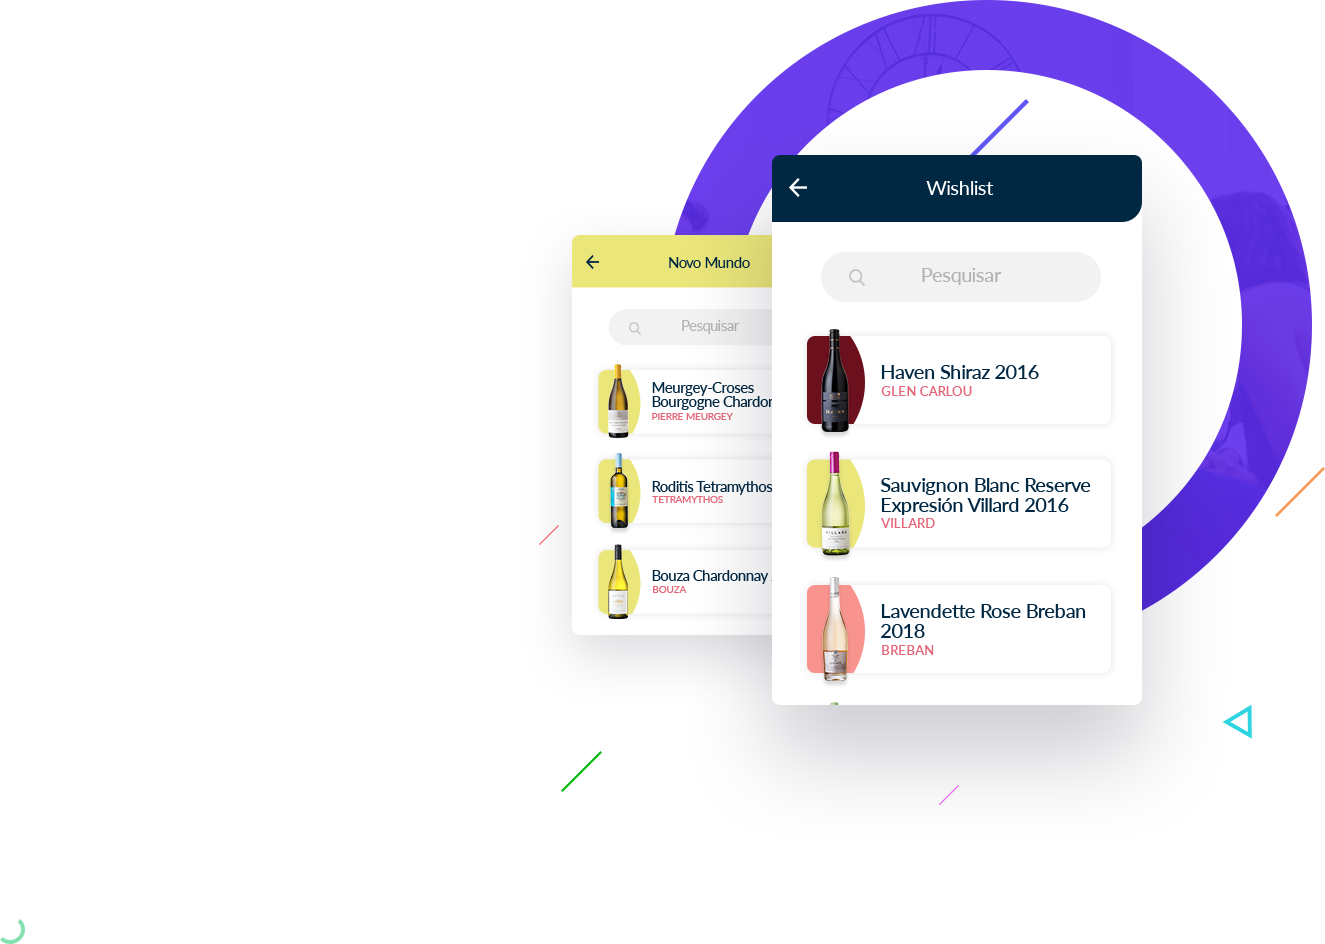 Novo Mundo
Pesquisar
Meurgey-Croses
Bourgogne
PIERRE MEURGEY
Roditis Tetramythos
TETRAMYTHOS
Bouza Chardonnay
BOUZA
Wishlist
Pesquisar
Haven Shiraz 2016
GLEN CARLOU
Sauvignon Blanc Reserve
Expresión Villard 2016
VILLARD
VILLARD
Lavendette Rose Breban
2018
BREBAN